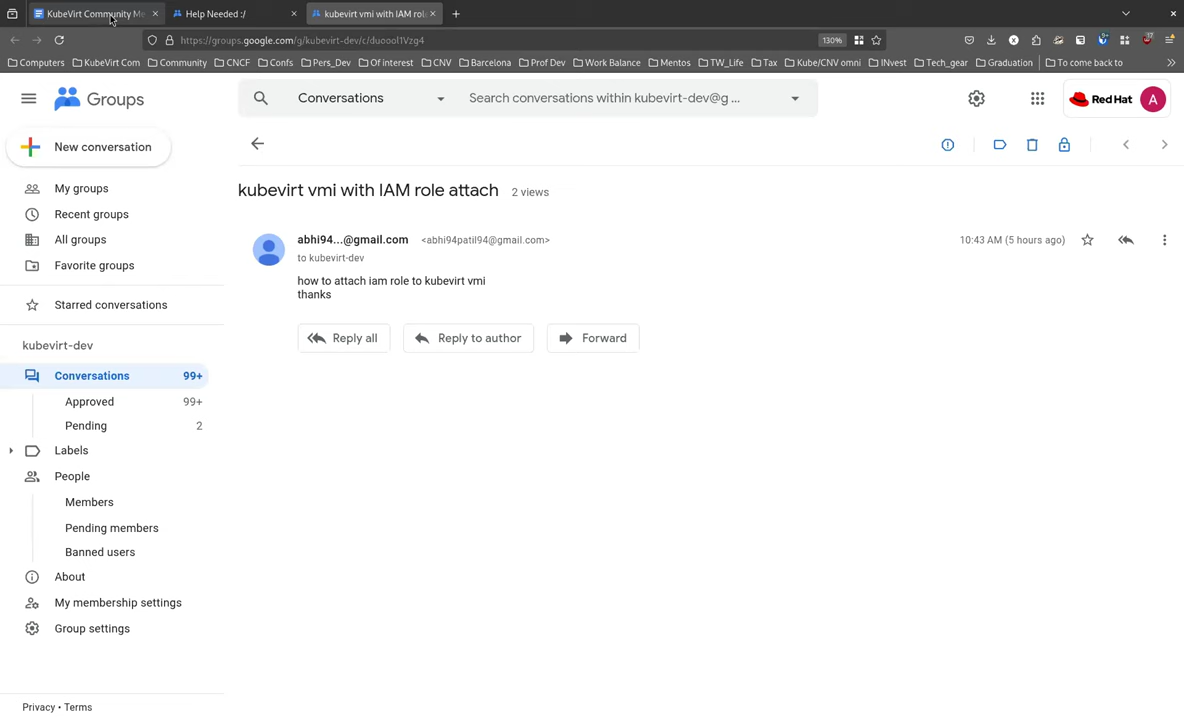 KubeVirt Community Me
Help Needed :/
kubevirt vmi with IAM rol
https://groups.google.com/g/kubevirt-dev/c/duoool1Vzg4
130%
Computers
KubeVirt Com
Community
CNCF
Confs
Pers_Dev
Of interest
CNV
Barcelona
Prof Dev
Work Balance
Mentos
TW_Life
Tax
Kube/CNV omni
INvest
Tech_gear
Graduation
To come back to
Groups
Conversations
Search conversations within kubevirt-dev@g ...
Red Hat
A
New conversation
My groups
Recent groups
All groups
Favorite groups
Starred conversations
kubevirt-dev
Conversations 99+
Approved 99+
Pending 2
Labels
People
Members
Pending members
Banned users
About
My membership settings
Group settings
Privacy • Terms
kubevirt vmi with IAM role attach 2 views
abhi94...@gmail.com <abhi94patil94@gmail.com>
10:43 AM (5 hours ago)
to kubevirt-dev
how to attach iam role to kubevirt vmi
thanks
Reply all
Reply to author
Forward